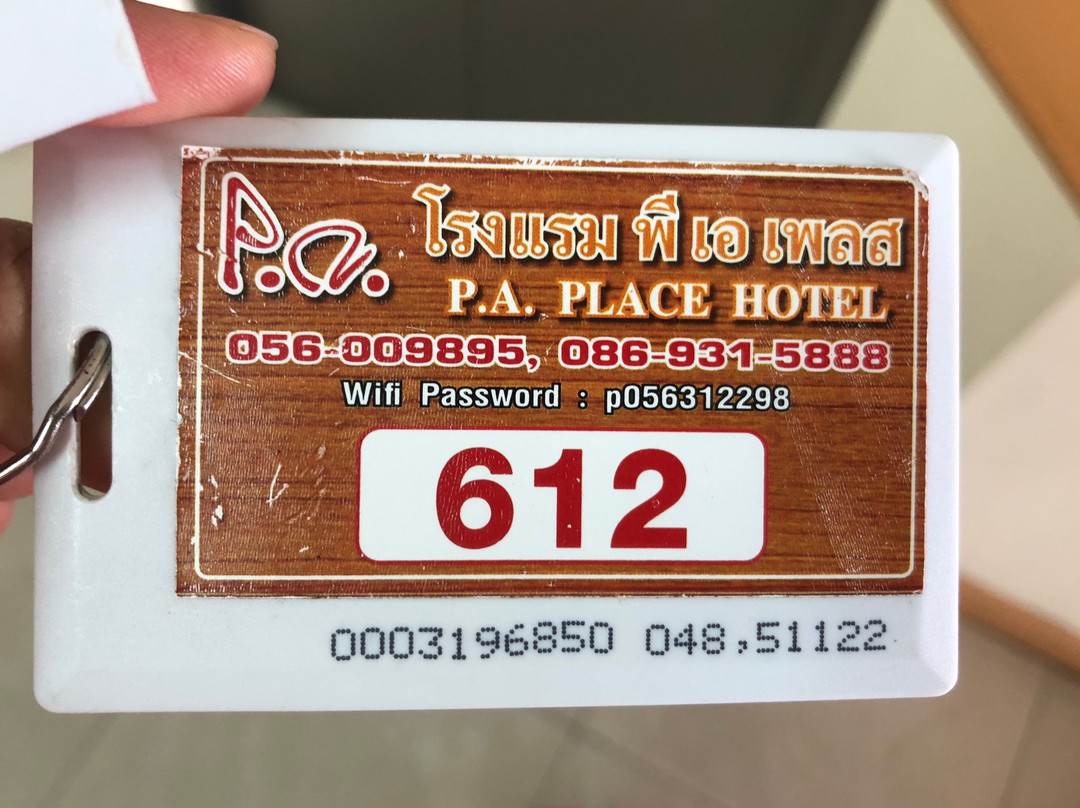 P.a.
โรงแรม พี เอ เพลส
P.A. PLACE HOTEL
056-009895, 086-931-5888
Wifi Password : p056312298
612
0003196850 048,51122